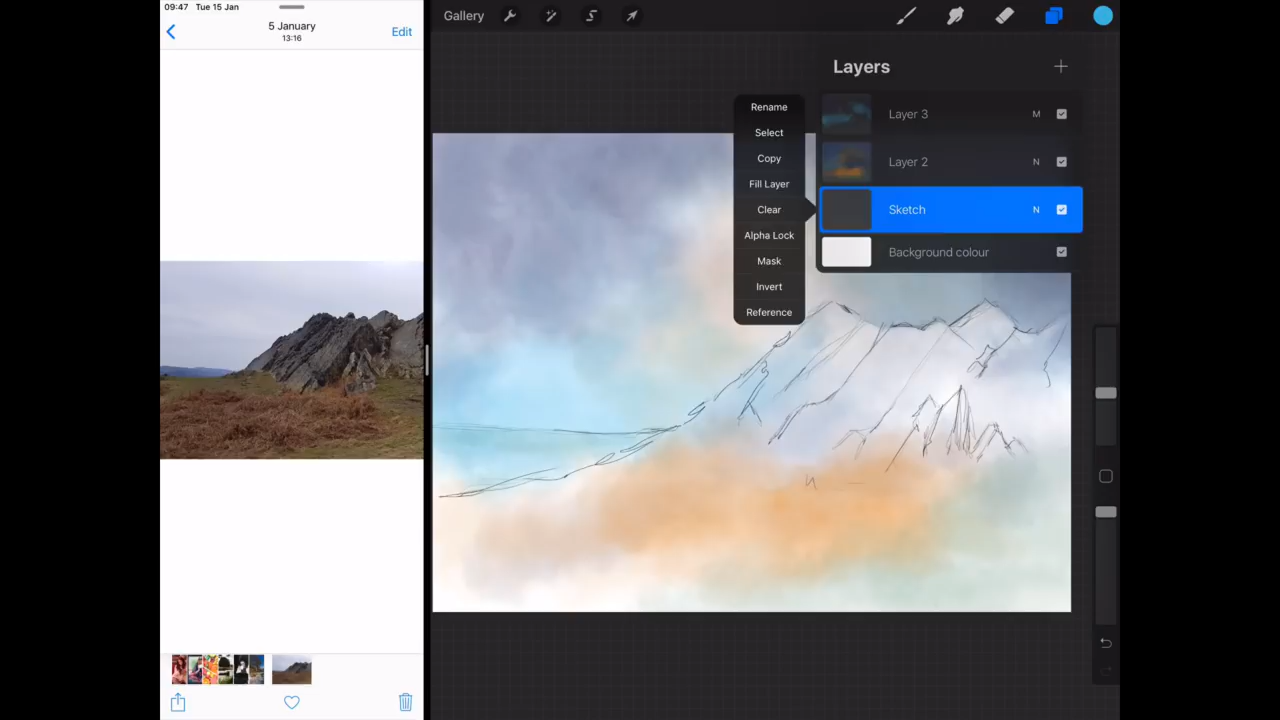 09:47 Tue 15 Jan
5 January
13:16
Edit
Gallery
Layers
Layer 3 M
Layer 2 N
Sketch N
Background colour
Rename
Select
Copy
Fill Layer
Clear
Alpha Lock
Mask
Invert
Reference